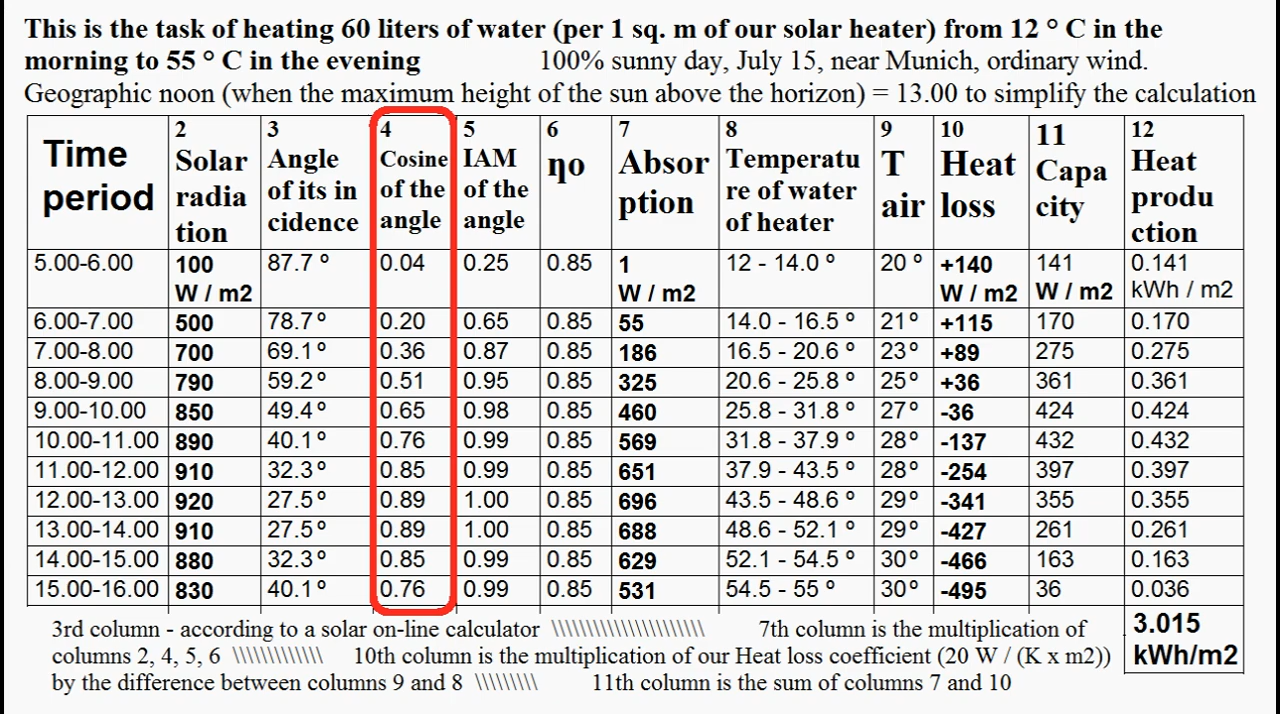 This is the task of heating 60 liters of water (per 1 sq. m of our solar heater) from 12 ° C in the
morning to 55 ° C in the evening 100% sunny day, July 15, near Munich, ordinary wind.
Geographic noon (when the maximum height of the sun above the horizon) = 13.00 to simplify the calculation
Time period | 2 Solar radia tion | 3 Angle of its in cidence | 4 Cosine of the angle | 5 IAM of the angle | 6 ηo | 7 Absor ption | 8 Temperatu re of water of heater | 9 T air | 10 Heat loss | 11 Capa city | 12 Heat produ ction
5.00-6.00 | 100 W / m2 | 87.7 ° | 0.04 | 0.25 | 0.85 | 1 W / m2 | 12 - 14.0 ° | 20 ° | +140 W / m2 | 141 W / m2 | 0.141 kWh / m2
6.00-7.00 | 500 | 78.7 ° | 0.20 | 0.65 | 0.85 | 55 | 14.0 - 16.5 ° | 21 ° | +115 | 170 | 0.170
7.00-8.00 | 700 | 69.1 ° | 0.36 | 0.87 | 0.85 | 186 | 16.5 - 20.6 ° | 23 ° | +89 | 275 | 0.275
8.00-9.00 | 790 | 59.2 ° | 0.51 | 0.95 | 0.85 | 325 | 20.6 - 25.8 ° | 25 ° | +36 | 361 | 0.361
9.00-10.00 | 850 | 49.4 ° | 0.65 | 0.98 | 0.85 | 460 | 25.8 - 31.8 ° | 27 ° | -36 | 424 | 0.424
10.00-11.00 | 890 | 40.1 ° | 0.76 | 0.99 | 0.85 | 569 | 31.8 - 37.9 ° | 28 ° | -137 | 432 | 0.432
11.00-12.00 | 910 | 32.3 ° | 0.85 | 0.99 | 0.85 | 651 | 37.9 - 43.5 ° | 28 ° | -254 | 397 | 0.397
12.00-13.00 | 920 | 27.5 ° | 0.89 | 1.00 | 0.85 | 696 | 43.5 - 48.6 ° | 29 ° | -341 | 355 | 0.355
13.00-14.00 | 910 | 27.5 ° | 0.89 | 1.00 | 0.85 | 688 | 48.6 - 52.1 ° | 29 ° | -427 | 261 | 0.261
14.00-15.00 | 880 | 32.3 ° | 0.85 | 0.99 | 0.85 | 629 | 52.1 - 54.5 ° | 30 ° | -466 | 163 | 0.163
15.00-16.00 | 830 | 40.1 ° | 0.76 | 0.99 | 0.85 | 531 | 54.5 - 55 ° | 30 ° | -495 | 36 | 0.036
3.015 kWh/m2
3rd column - according to a solar on-line calculator \\\\\\\\\\\\\\\\\\\\\\ 7th column is the multiplication of
columns 2, 4, 5, 6 \\\\\\\\\\\\\ 10th column is the multiplication of our Heat loss coefficient (20 W / (K x m2))
by the difference between columns 9 and 8 \\\\\\\\\ 11th column is the sum of columns 7 and 10